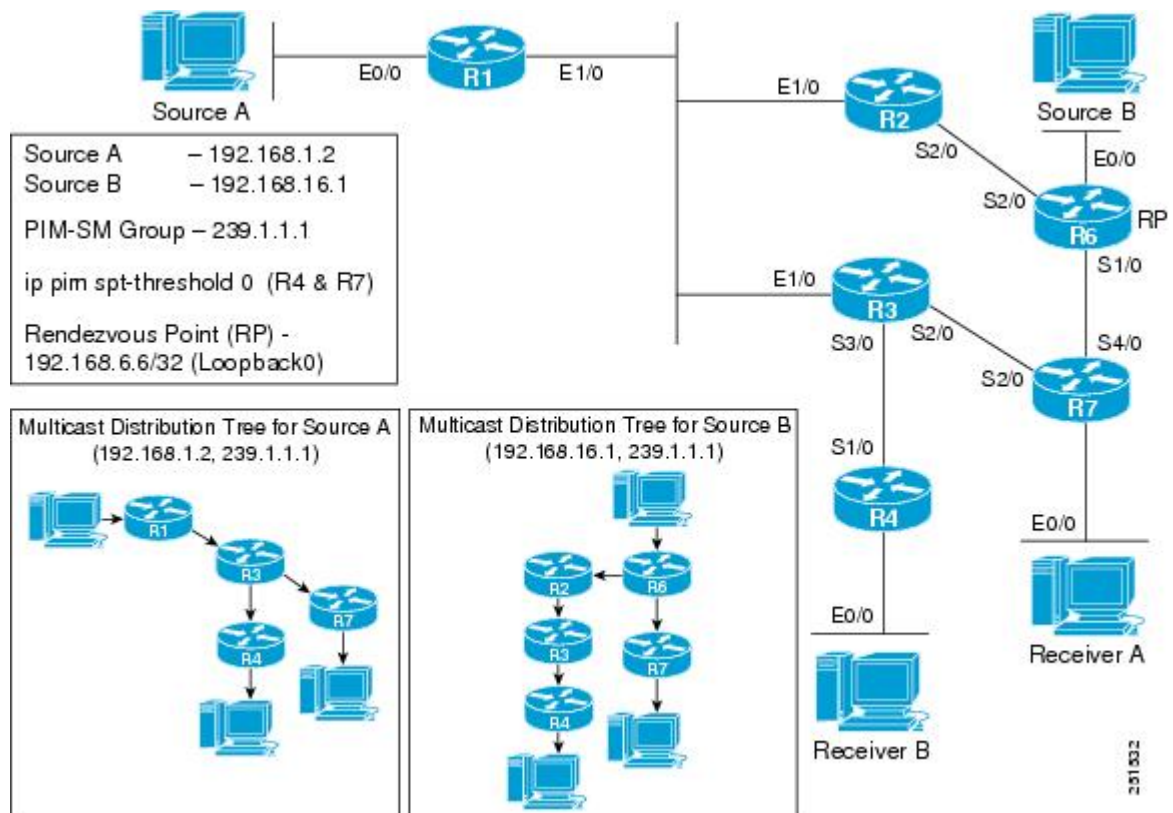 R1
E0/0
E1/0
Source A
E1/0
R2
S2/0
Source B
E0/0
S2/0
R6
RP
S1/0
Source A – 192.168.1.2
Source B – 192.168.16.1
PIM-SM Group – 239.1.1.1
ip pim spt-threshold 0 (R4 & R7)
Rendezvous Point (RP) -
192.168.6.6/32 (Loopback0)
E1/0
R3
S3/0
S2/0
S4/0
S2/0
R7
S1/0
R4
E0/0
E0/0
Receiver A
Receiver B
Multicast Distribution Tree for Source A
(192.168.1.2, 239.1.1.1)
R1
R3
R7
R4
Multicast Distribution Tree for Source B
(192.168.16.1, 239.1.1.1)
R2
R6
R3
R7
R4
251532